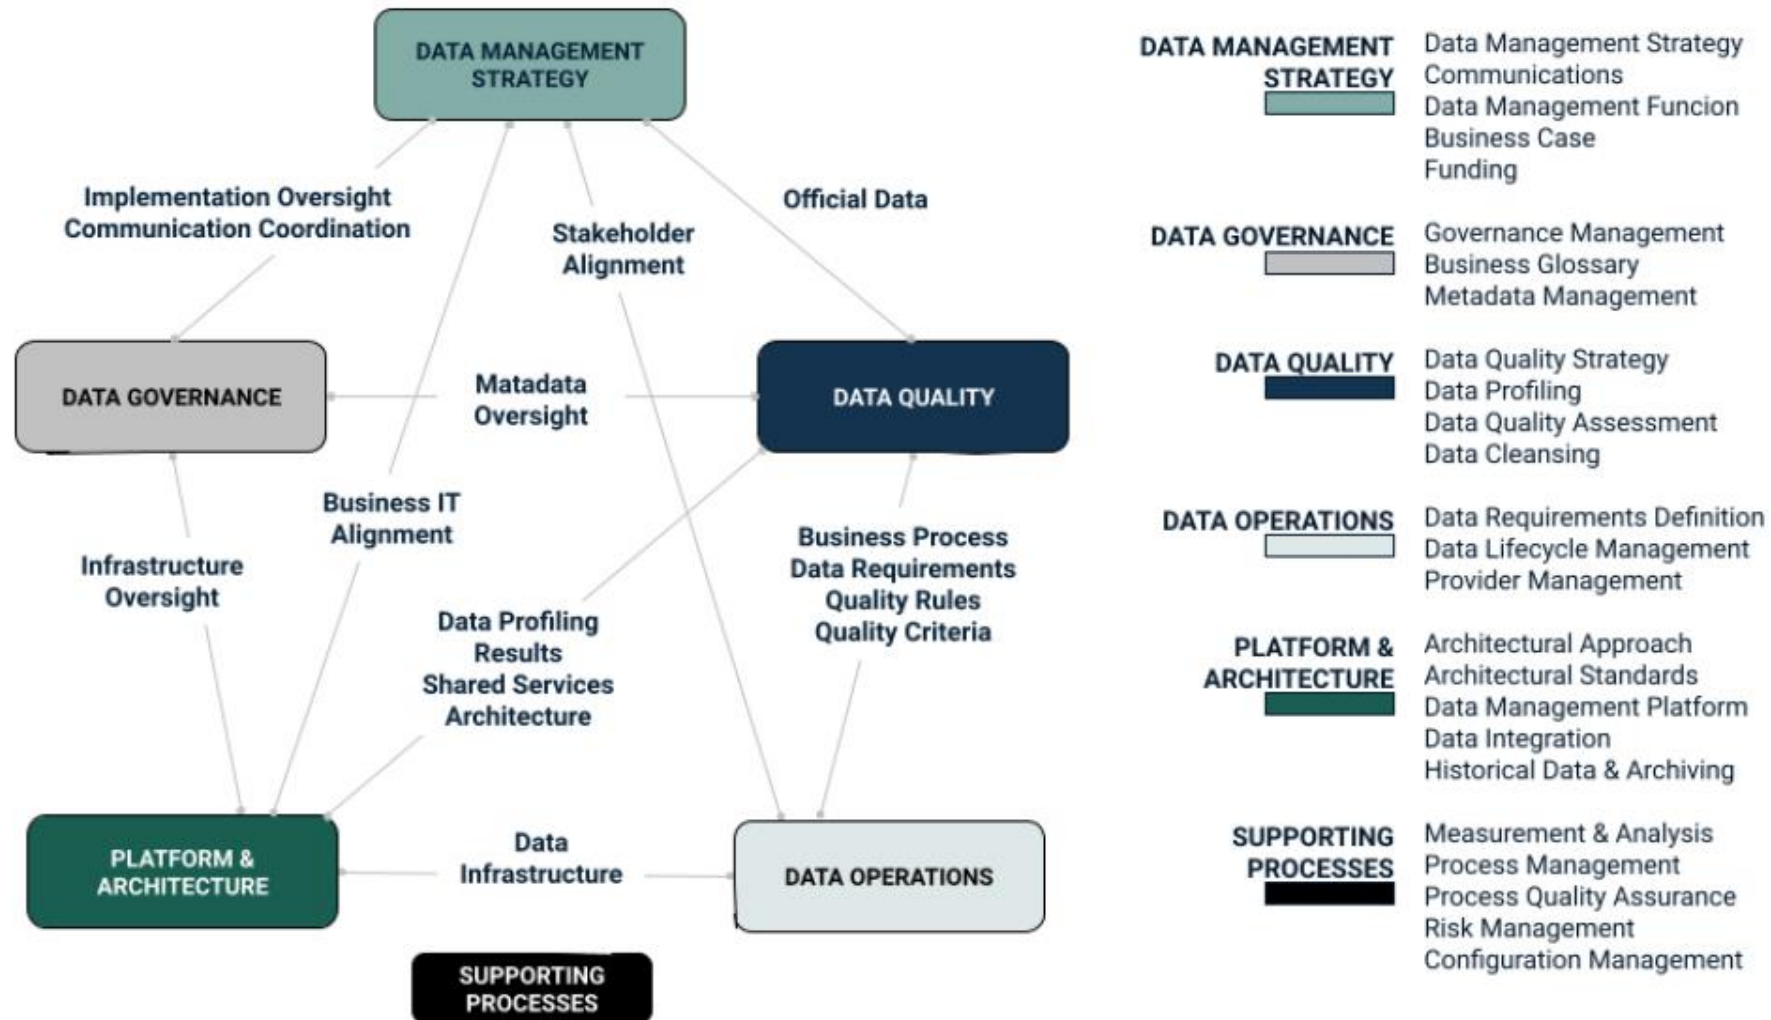 DATA MANAGEMENT
STRATEGY
Implementation Oversight
Communication Coordination
Stakeholder
Alignment
Official Data
DATA GOVERNANCE
Matadata
Oversight
DATA QUALITY
Business IT
Alignment
Infrastructure
Oversight
Data Profiling
Results
Shared Services
Architecture
Business Process
Data Requirements
Quality Rules
Quality Criteria
PLATFORM &
ARCHITECTURE
Data
Infrastructure
DATA OPERATIONS
SUPPORTING
PROCESSES
DATA MANAGEMENT
STRATEGY
Data Management Strategy
Communications
Data Management Funcion
Business Case
Funding
DATA GOVERNANCE
Governance Management
Business Glossary
Metadata Management
DATA QUALITY
Data Quality Strategy
Data Profiling
Data Quality Assessment
Data Cleansing
DATA OPERATIONS
Data Requirements Definition
Data Lifecycle Management
Provider Management
PLATFORM &
ARCHITECTURE
Architectural Approach
Architectural Standards
Data Management Platform
Data Integration
Historical Data & Archiving
SUPPORTING
PROCESSES
Measurement & Analysis
Process Management
Process Quality Assurance
Risk Management
Configuration Management